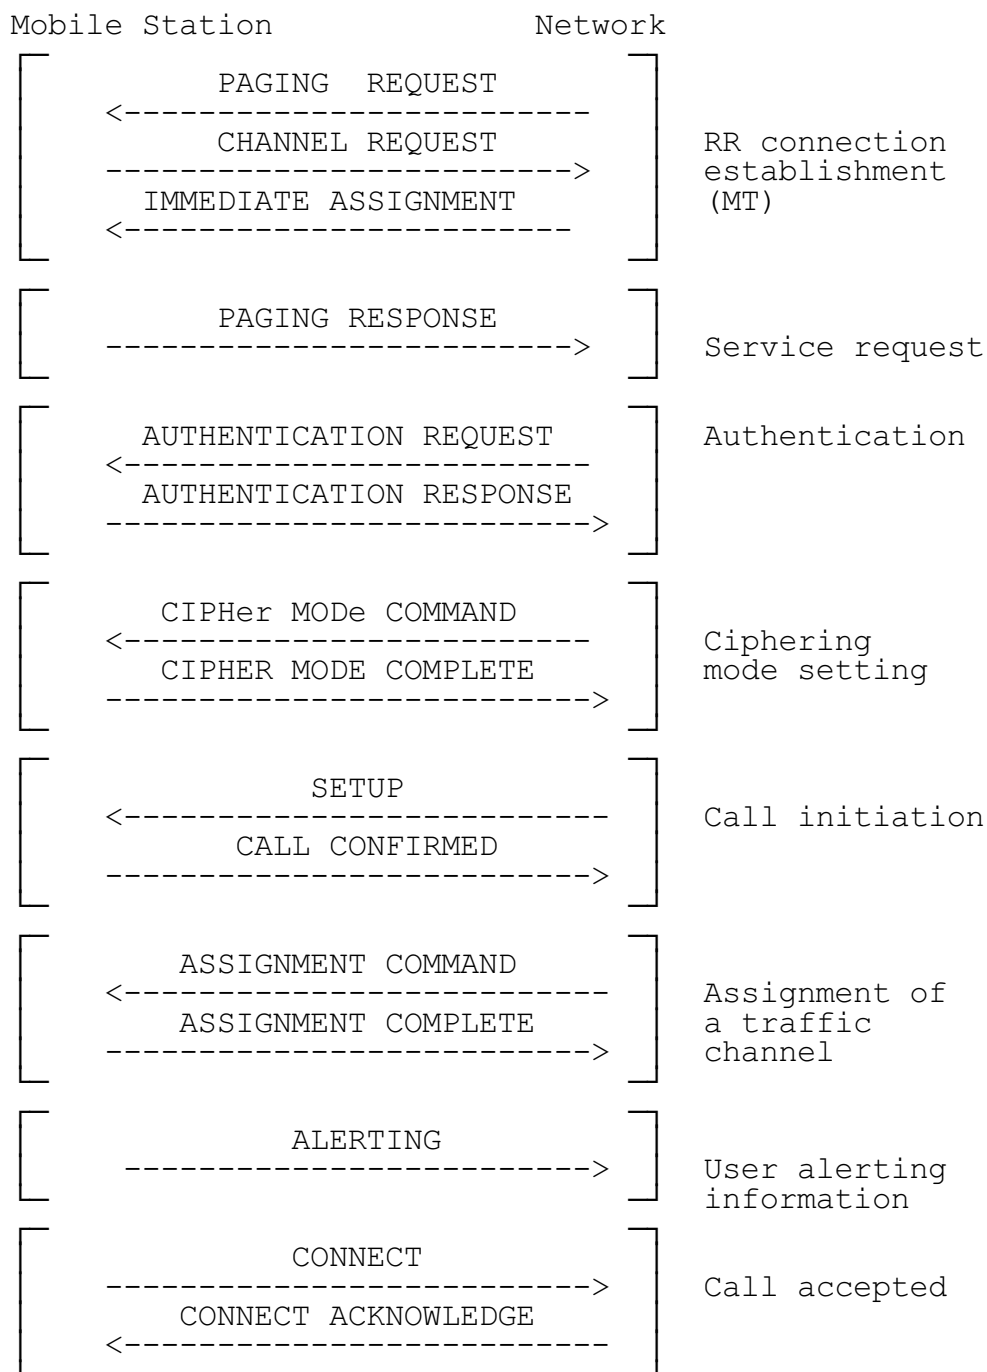 Mobile Station Network
PAGING REQUEST
<-------------------------
CHANNEL REQUEST RR connection
-------------------------> establishment
IMMEDIATE ASSIGNMENT (MT)
<------------------------
PAGING RESPONSE
-------------------------> Service request
AUTHENTICATION REQUEST Authentication
<-------------------------
AUTHENTICATION RESPONSE
-------------------------->
CIPHer MODe COMMAND
<------------------------- Ciphering
CIPHER MODE COMPLETE mode setting
-------------------------->
SETUP
<-------------------------- Call initiation
CALL CONFIRMED
-------------------------->
ASSIGNMENT COMMAND
<-------------------------- Assignment of
ASSIGNMENT COMPLETE a traffic
--------------------------> channel
ALERTING
-------------------------> User alerting
information
CONNECT
--------------------------> Call accepted
CONNECT ACKNOWLEDGE
<--------------------------